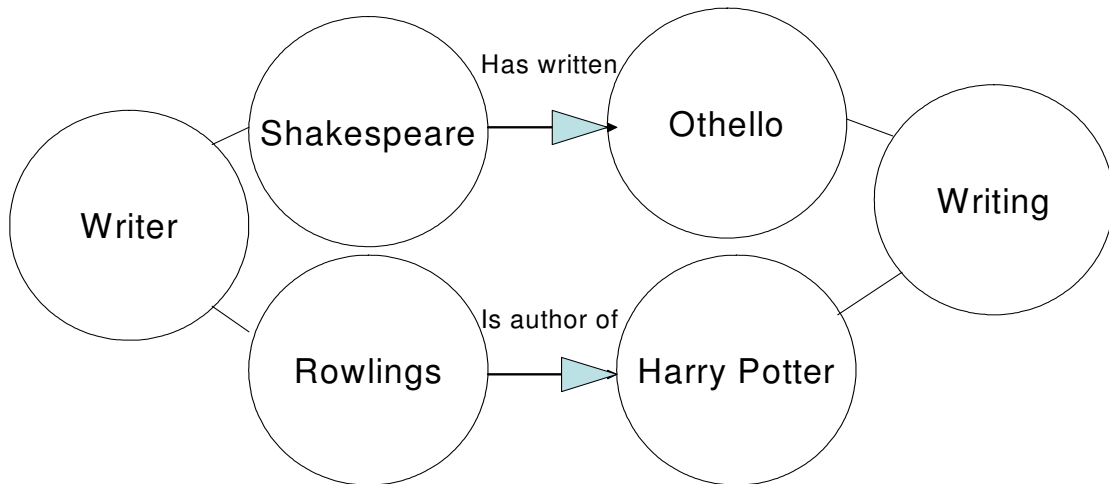 Has written
Shakespeare
Othello
Writer
Writing
Is author of
Rowlings
Harry Potter